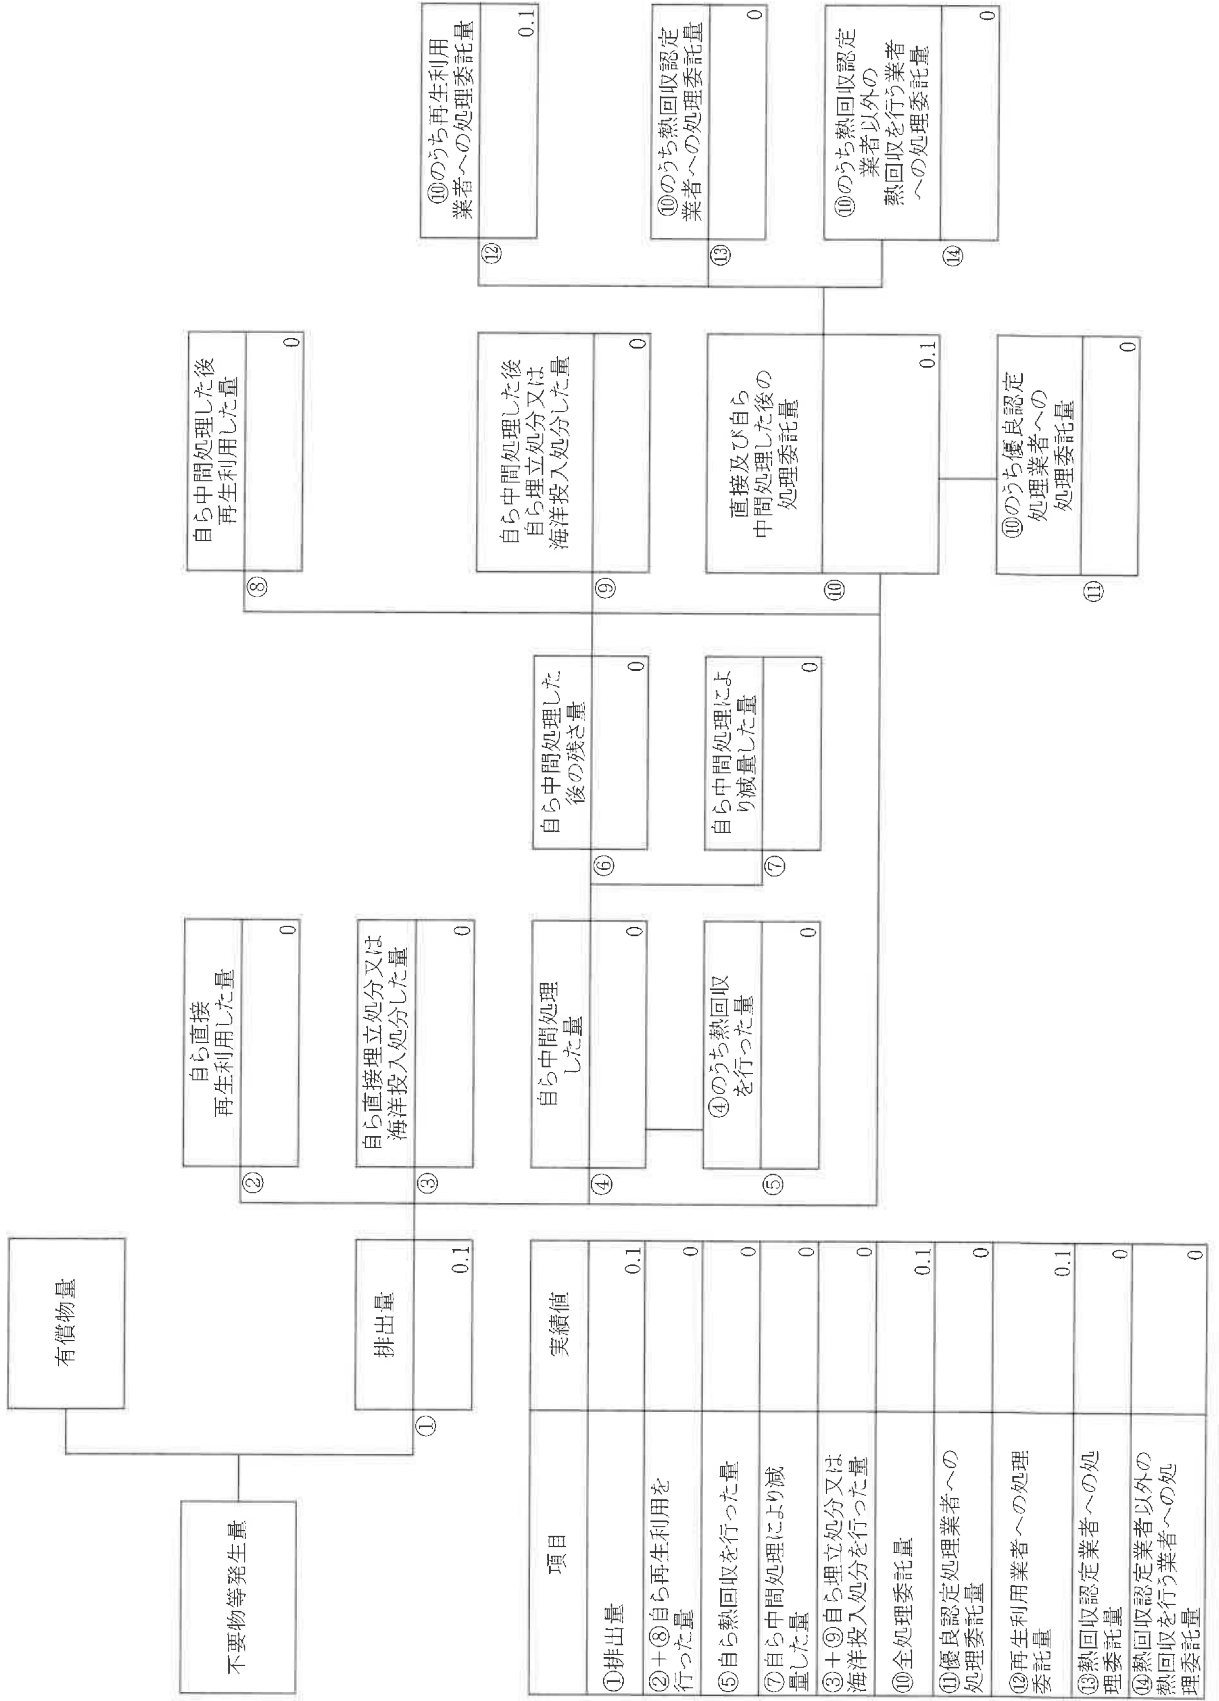 不要物等発生量
有償物量
排出量
①
0.1
自ら直接
再生利用した量
②
0
自ら直接埋立処分又は
海洋投入処分した量
③
0
自ら中間処理
した量
④
0
④のうち熱回収
を行った量
⑤
0
自ら中間処理した
後の残さ量
⑥
0
自ら中間処理によ
り減量した量
⑦
0
自ら中間処理した後
再生利用した量
⑧
0
自ら中間処理した後
自ら埋立処分又は
海洋投入処分した量
⑨
0
直接及び自ら
中間処理した後の
処理委託量
⑩
0.1
⑩のうち優良認定
処理業者への
処理委託量
⑪
0
⑩のうち再生利用
業者への処理委託量
⑫
0.1
⑩のうち熱回収認定
業者への処理委託量
⑬
0
⑩のうち熱回収認定
業者以外の
熱回収を行う業者
への処理委託量
⑭
0
項目 実績値
①排出量 0.1
②+⑧自ら再生利用を
行った量 0
⑤自ら熱回収を行った量 0
⑦自ら中間処理により減
量した量 0
③+⑨自ら埋立処分又は
海洋投入処分を行った量 0
⑩全処理委託量 0.1
⑪優良認定処理業者への
処理委託量 0
⑫再生利用業者への処理
委託量 0.1
⑬熱回収認定業者への処
理委託量 0
⑭熱回収認定業者以外の
熱回収を行う業者への処
理委託量 0